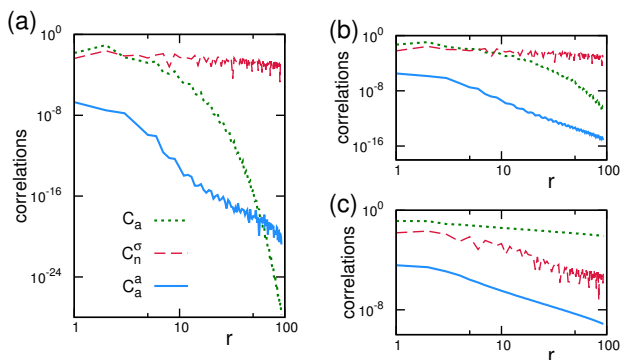 (a)
10^0
10^-8
10^-16
10^-24
correlations
C_a
C_n^σ
C_a^a
1
10
100
r
(b)
10^0
10^-8
10^-16
correlations
1
10
100
r
(c)
10^0
10^-8
correlations
1
10
100
r